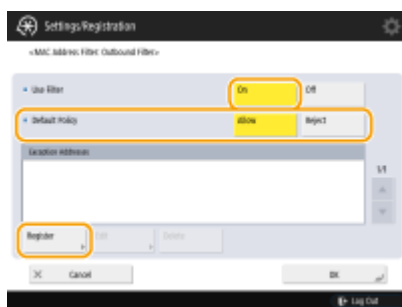 Settings/Registration
<MAC Address Filter: Outbound Filter>
Use Filter
On
Off
Default Policy
Allow
Reject
Exception Addresses
1/1
Register
Edit
Delete
Cancel
OK
Log Out